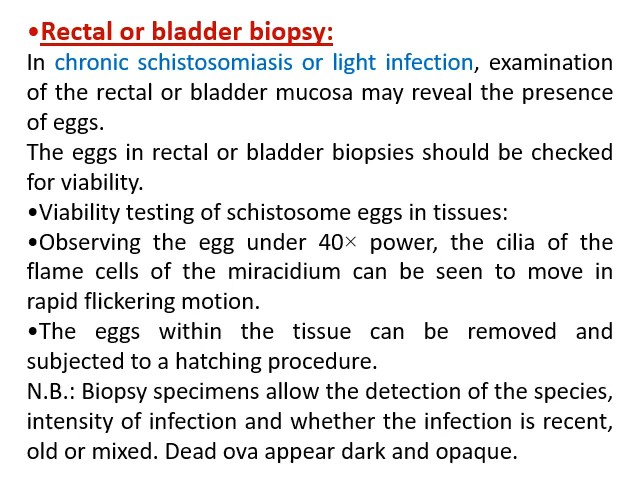 •Rectal or bladder biopsy:
In chronic schistosomiasis or light infection, examination
of the rectal or bladder mucosa may reveal the presence
of eggs.
The eggs in rectal or bladder biopsies should be checked
for viability.
•Viability testing of schistosome eggs in tissues:
•Observing the egg under 40× power, the cilia of the
flame cells of the miracidium can be seen to move in
rapid flickering motion.
•The eggs within the tissue can be removed and
subjected to a hatching procedure.
N.B.: Biopsy specimens allow the detection of the species,
intensity of infection and whether the infection is recent,
old or mixed. Dead ova appear dark and opaque.